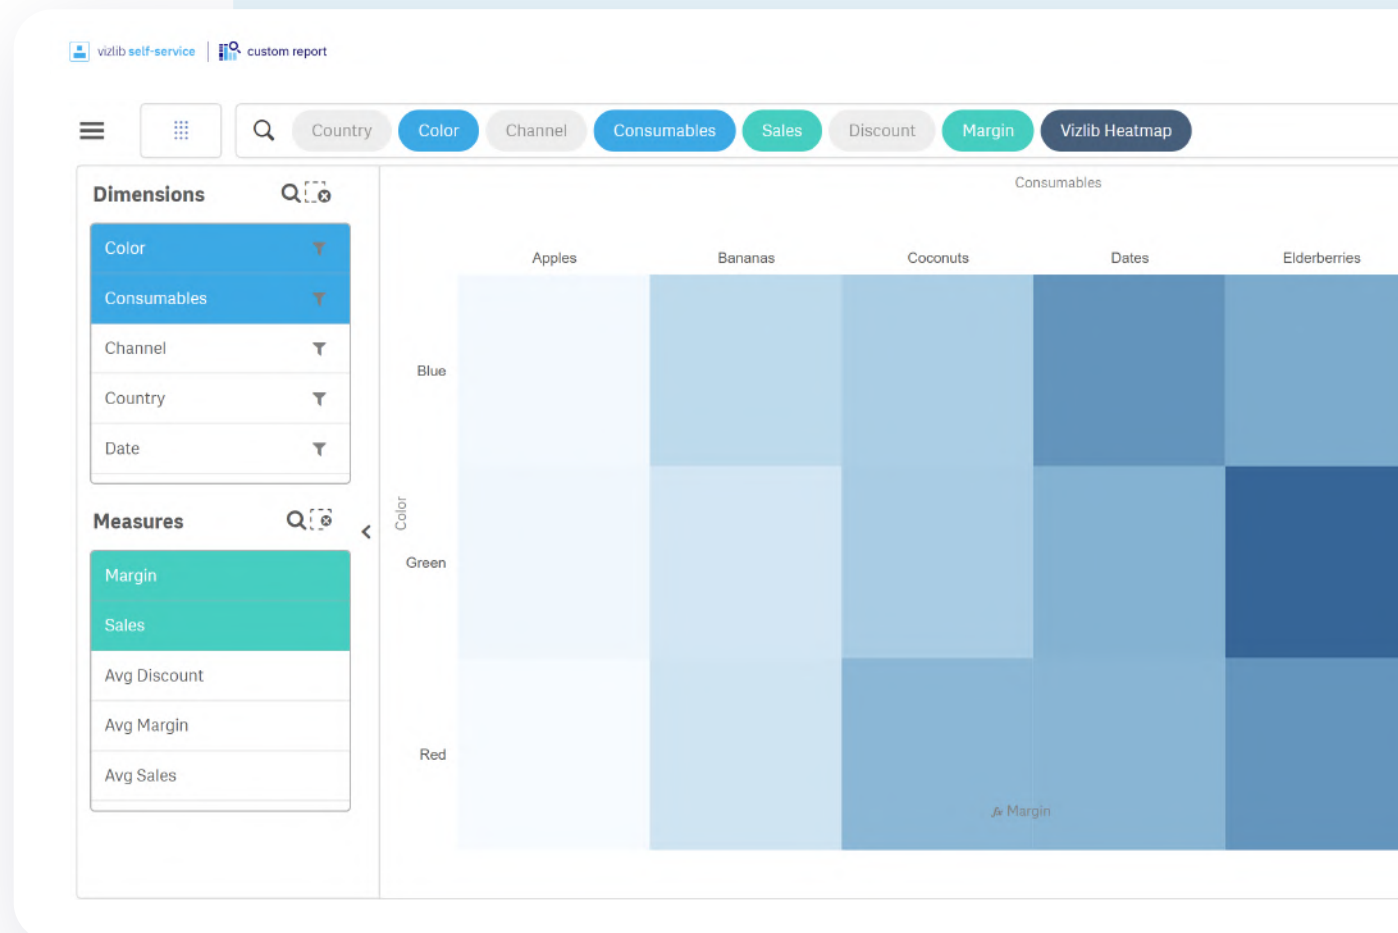 vizlib self-service custom report
Country Color Channel Consumables Sales Discount Margin Vizlib Heatmap
Dimensions
Color
Consumables
Channel
Country
Date
Measures
Margin
Sales
Avg Discount
Avg Margin
Avg Sales
Consumables
Apples Bananas Coconuts Dates Elderberries
Color
Blue
Green
Red
fx Margin